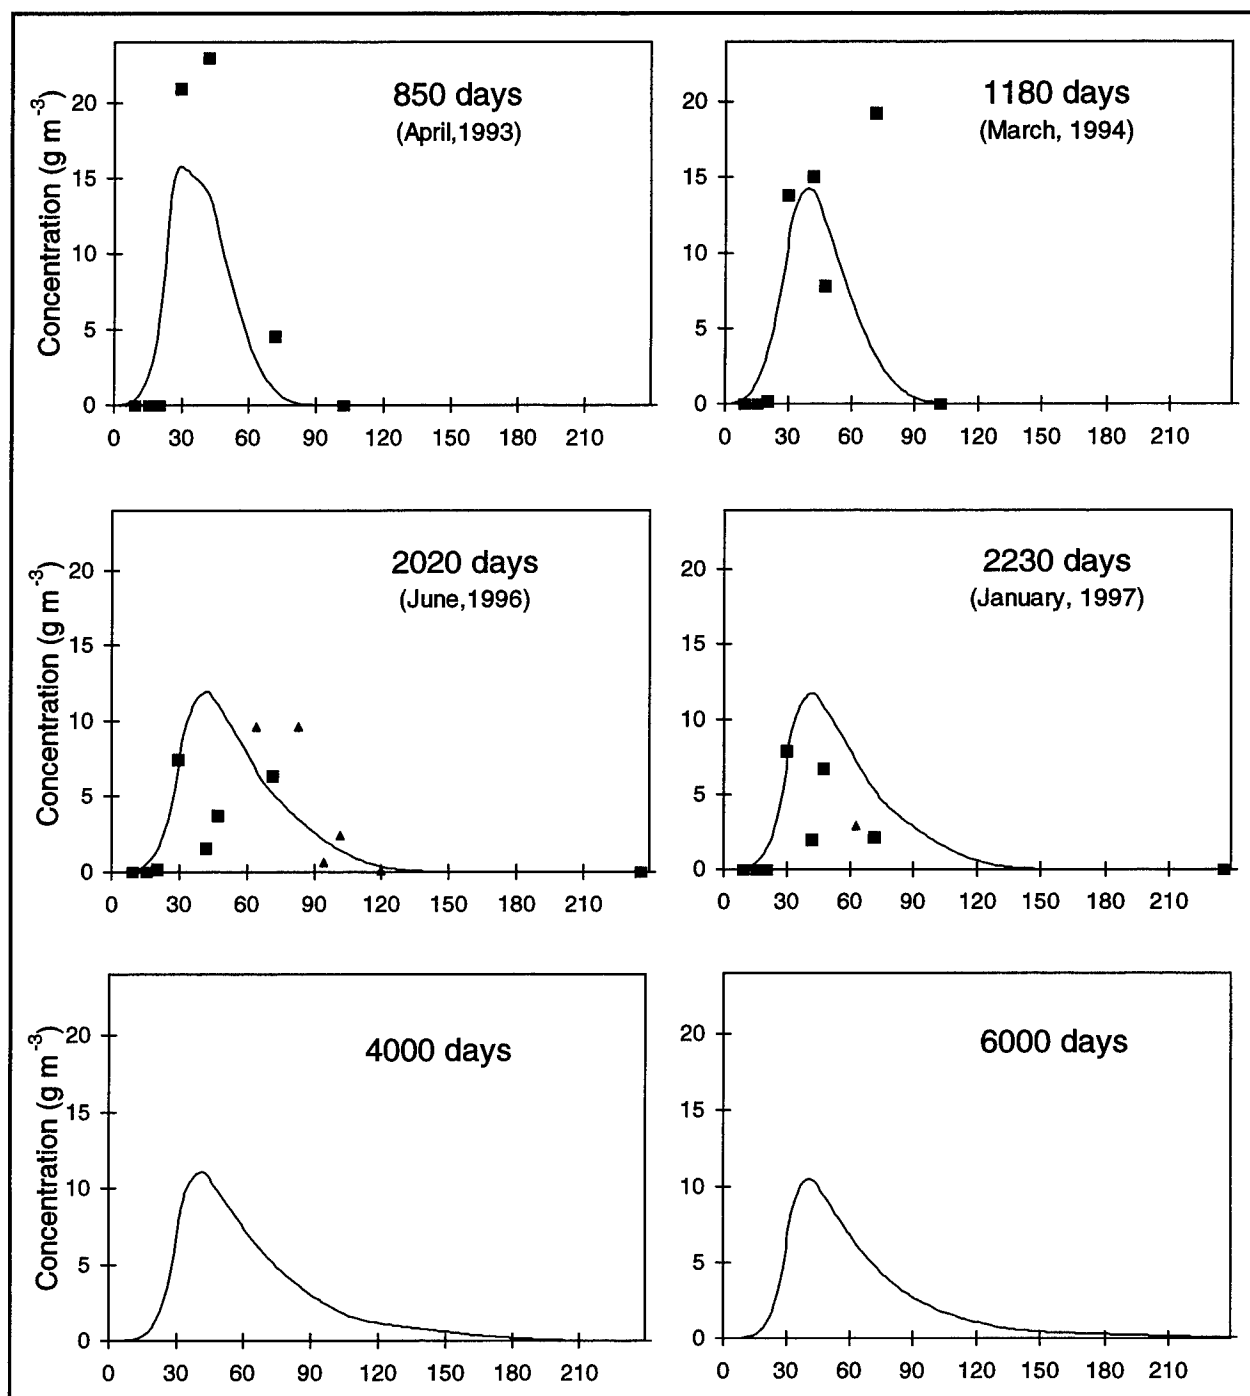 850 days
(April,1993)
Concentration (g m⁻³)
20
15
10
5
0
0 30 60 90 120 150 180 210
1180 days
(March, 1994)
20
15
10
5
0
0 30 60 90 120 150 180 210
2020 days
(June,1996)
Concentration (g m⁻³)
20
15
10
5
0
0 30 60 90 120 150 180 210
2230 days
(January, 1997)
20
15
10
5
0
0 30 60 90 120 150 180 210
4000 days
Concentration (g m⁻³)
20
15
10
5
0
0 30 60 90 120 150 180 210
6000 days
20
15
10
5
0
0 30 60 90 120 150 180 210